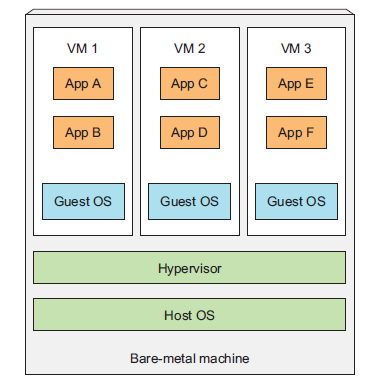 VM 1
App A
App B
Guest OS
VM 2
App C
App D
Guest OS
VM 3
App E
App F
Guest OS
Hypervisor
Host OS
Bare-metal machine